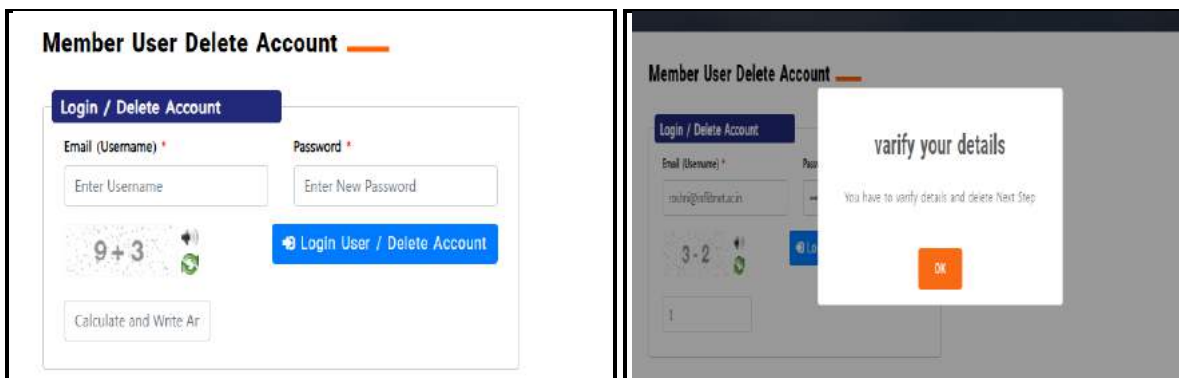 Member User Delete Account
Login / Delete Account
Email (Username) *
Password *
Enter Username
Enter New Password
9 + 3
Login User / Delete Account
Calculate and Write Ar
Member User Delete Account
Login / Delete Account
Email (Username) *
3 - 2
1
varify your details
You have to varify details and delete Next Step
OK